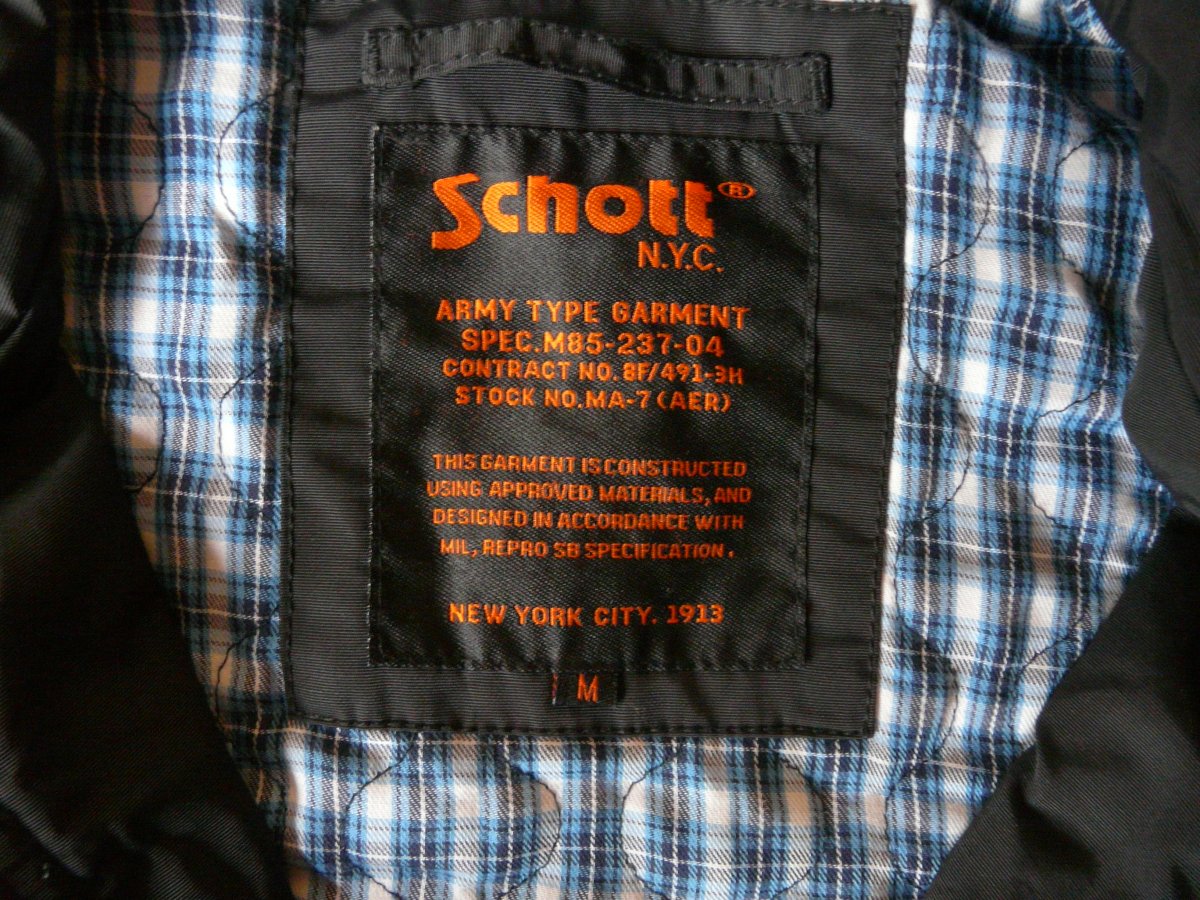 Schott®
N.Y.C.
ARMY TYPE GARMENT
SPEC.M85-237-04
CONTRACT NO. 8F/491-3H
STOCK NO.MA-7 (AER)
THIS GARMENT IS CONSTRUCTED
USING APPROVED MATERIALS, AND
DESIGNED IN ACCORDANCE WITH
MIL, REPRO SB SPECIFICATION.
NEW YORK CITY. 1913
M